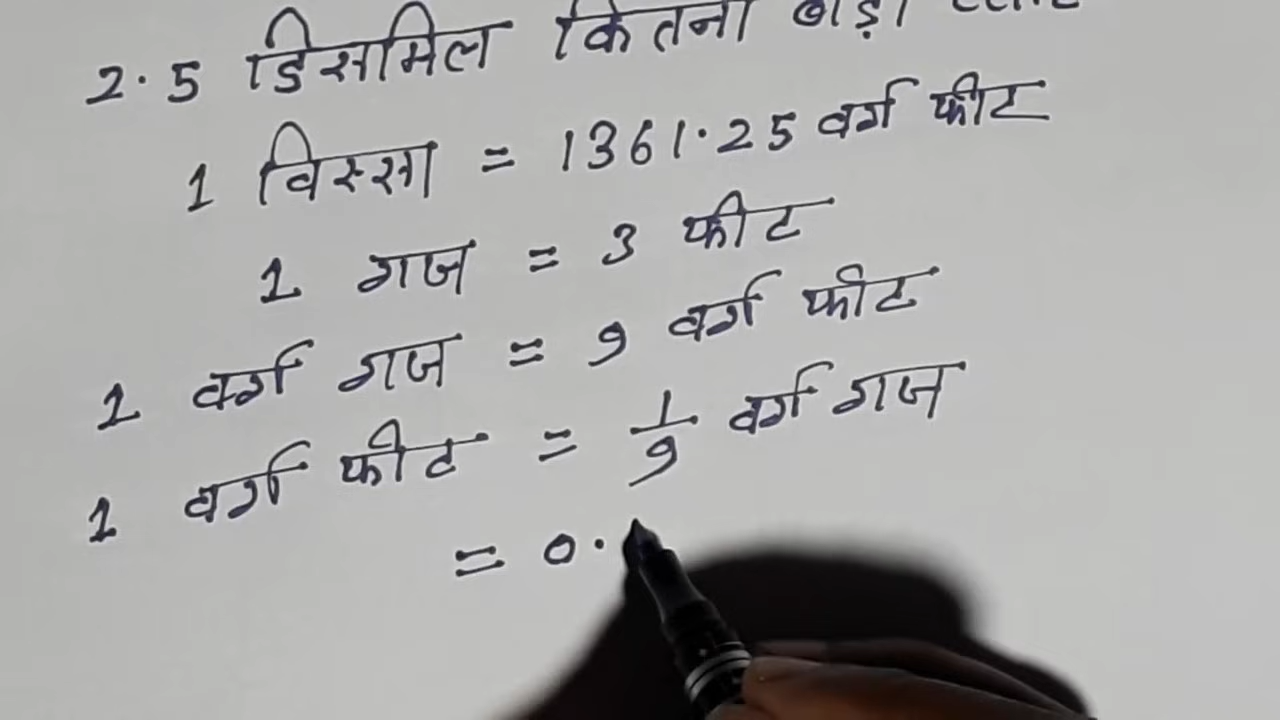 2.5 डिसमिल कितना बड़ा
1 विस्सा = 1361.25 वर्ग फीट
1 गज = 3 फीट
1 वर्ग गज = 9 वर्ग फीट
1 वर्ग फीट = 1/9 वर्ग गज
= 0.